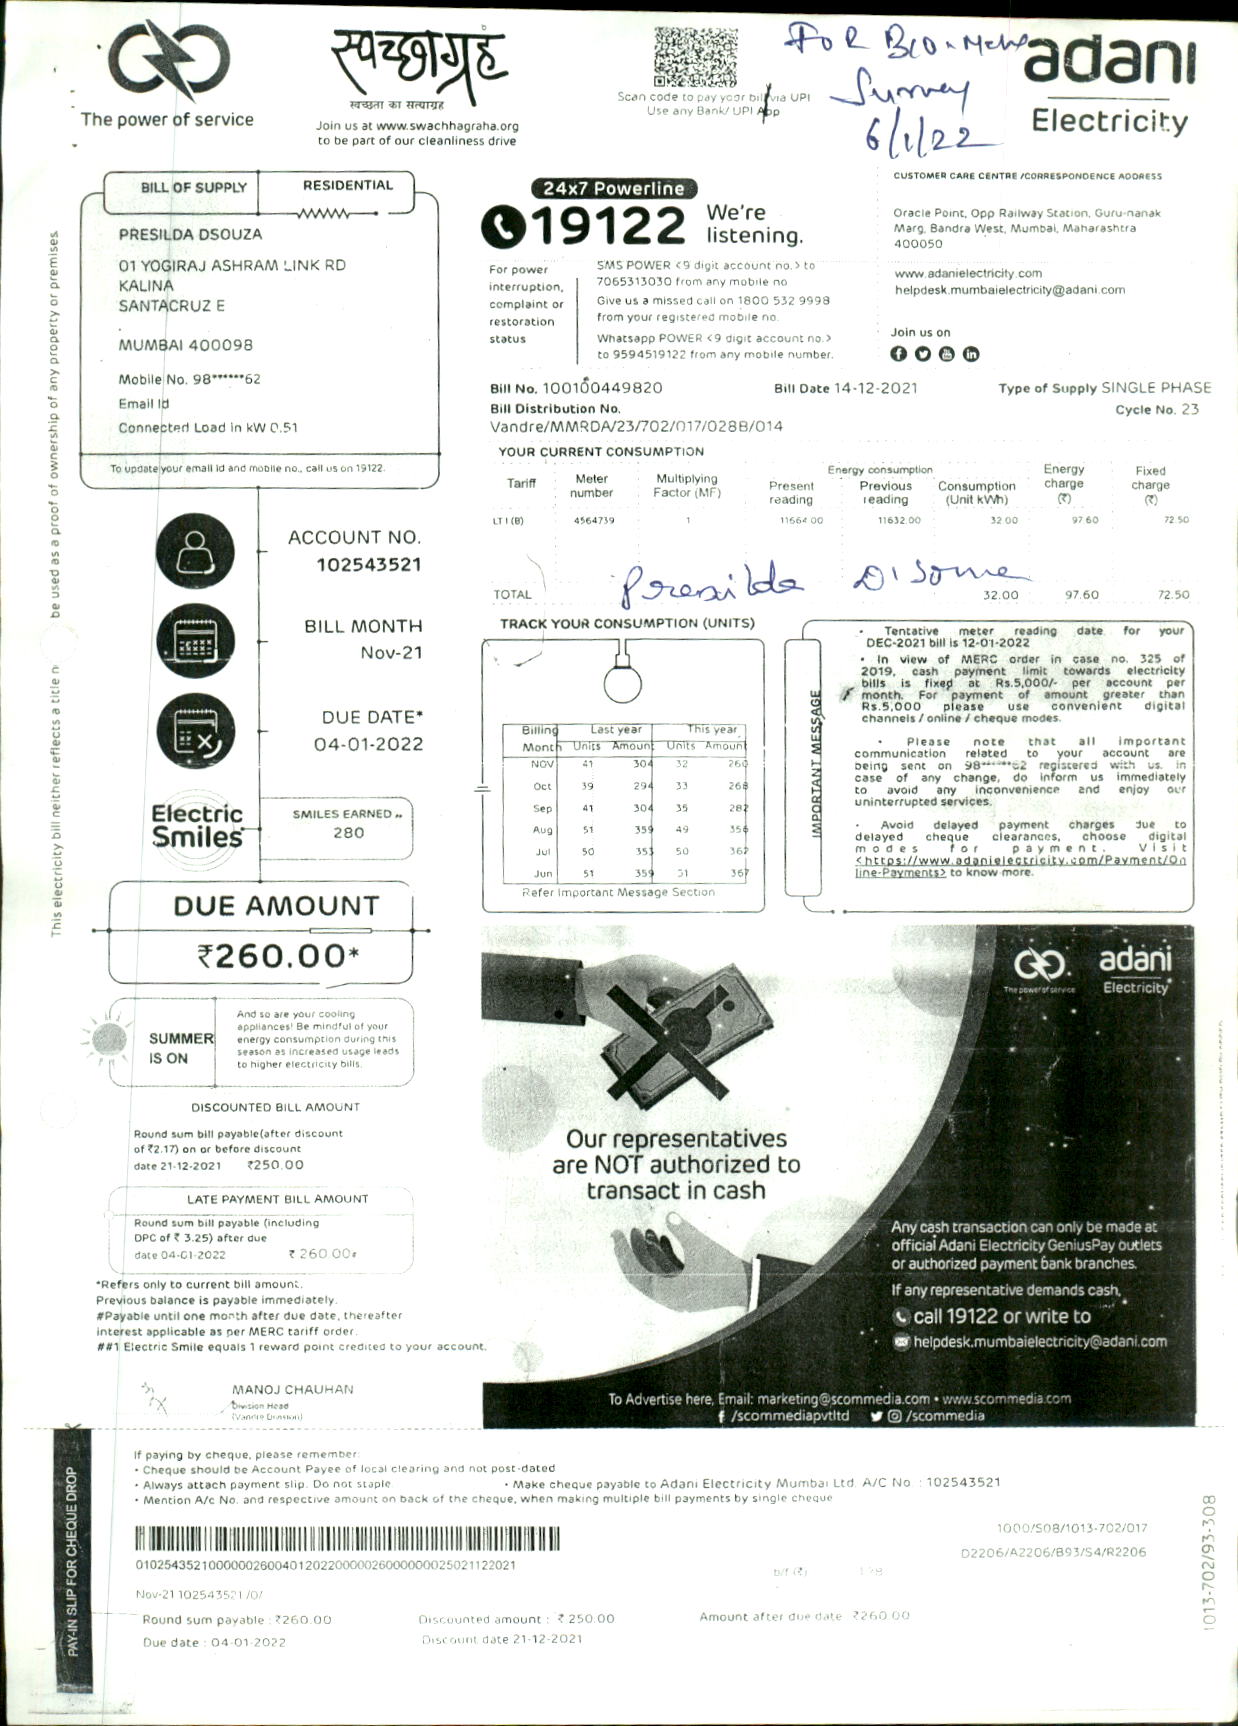 The power of service
स्वच्छाग्रह
स्वच्छता का सत्याग्रह
Join us at www.swachhagraha.org
to be part of our cleanliness drive
Scan code to pay your bill via UPI
Use any Bank/ UPI App
FOR
Survey
6/1/22
adani
Electricity
BILL OF SUPPLY RESIDENTIAL
PRESILDA DSOUZA
01 YOGIRAJ ASHRAM LINK RD
KALINA
SANTACRUZ E
MUMBAI 400098
Mobile No. 98******62
Email Id
Connected Load in kW 0.51
To update your email id and mobile no., call us on 19122.
24x7 Powerline
19122 We're
listening.
For power
interruption,
complaint or
restoration
status
SMS POWER <9 digit account no.> to
7065313030 from any mobile no
Give us a missed call on 1800 532 9998
from your registered mobile no.
Whatsapp POWER <9 digit account no.>
to 9594519122 from any mobile number.
CUSTOMER CARE CENTRE /CORRESPONDENCE ADDRESS
Oracle Point, Opp Railway Station, Guru-nanak
Marg, Bandra West, Mumbai, Maharashtra
400050
www.adanielectricity.com
helpdesk.mumbaielectricity@adani.com
Join us on
Bill No. 100100449820 Bill Date 14-12-2021 Type of Supply SINGLE PHASE
Bill Distribution No. Cycle No. 23
Vandre/MMRDA/23/702/017/028B/014
YOUR CURRENT CONSUMPTION
Tariff Meter number Multiplying Factor (MF) Energy consumption Present reading Previous reading Consumption (Unit kWh) Energy charge (₹) Fixed charge (₹)
LT I (B) 4564739 1 11664.00 11632.00 32.00 97.60 72.50
Presilda D'Souza
TOTAL 32.00 97.60 72.50
ACCOUNT NO.
102543521
BILL MONTH
Nov-21
DUE DATE*
04-01-2022
Electric
Smiles
SMILES EARNED
280
DUE AMOUNT
₹260.00*
TRACK YOUR CONSUMPTION (UNITS)
Billing Last year This year
Month Units Amount Units Amount
NOV 41 304 32 260
Oct 39 294 33 268
Sep 41 304 35 282
Aug 51 359 49 356
Jul 50 353 50 362
Jun 51 359 51 367
Refer Important Message Section
IMPORTANT MESSAGE
• Tentative meter reading date for your
DEC-2021 bill is 12-01-2022
• In view of MERC order in case no. 325 of
2019, cash payment limit towards electricity
bills is fixed at Rs.5,000/- per account per
month. For payment of amount greater than
Rs.5,000 please use convenient digital
channels / online / cheque modes.
• Please note that all important
communication related to your account are
being sent on 98******62 registered with us. in
case of any change, do inform us immediately
to avoid any inconvenience and enjoy our
uninterrupted services.
• Avoid delayed payment charges due to
delayed cheque clearances, choose digital
modes for payment. Visit
<https://www.adanielectricity.com/Payment/On
line-Payments> to know more.
SUMMER
IS ON
And so are your cooling
appliances! Be mindful of your
energy consumption during this
season as increased usage leads
to higher electricity bills.
DISCOUNTED BILL AMOUNT
Round sum bill payable(after discount
of ₹2.17) on or before discount
date 21-12-2021 ₹250.00
LATE PAYMENT BILL AMOUNT
Round sum bill payable (including
DPC of ₹ 3.25) after due
date 04-01-2022 ₹ 260.00#
*Refers only to current bill amount.
Previous balance is payable immediately.
#Payable until one month after due date, thereafter
interest applicable as per MERC tariff order.
##1 Electric Smile equals 1 reward point credited to your account.
MANOJ CHAUHAN
Division Head
(Vandre Division)
The power of service
adani
Electricity
Our representatives
are NOT authorized to
transact in cash
Any cash transaction can only be made at
official Adani Electricity GeniusPay outlets
or authorized payment bank branches.
If any representative demands cash,
call 19122 or write to
helpdesk.mumbaielectricity@adani.com
To Advertise here, Email: marketing@scommedia.com • www.scommedia.com
/scommediapvtltd /scommedia
This electricity bill neither reflects a title n be used as a proof of ownership of any property or premises.
PAY-IN SLIP FOR CHEQUE DROP
If paying by cheque, please remember:
• Cheque should be Account Payee of local clearing and not post-dated
• Always attach payment slip. Do not staple. • Make cheque payable to Adani Electricity Mumbai Ltd. A/C No. : 102543521
• Mention A/c No. and respective amount on back of the cheque, when making multiple bill payments by single cheque
1000/S08/1013-702/017
D2206/A2206/B93/S4/R2206
b/f (₹) 1.98
Nov-21 102543521 /0/
Round sum payable : ₹260.00 Discounted amount : ₹ 250.00 Amount after due date ₹260.00
Due date : 04-01-2022 Discount date 21-12-2021
1013-702/93-308